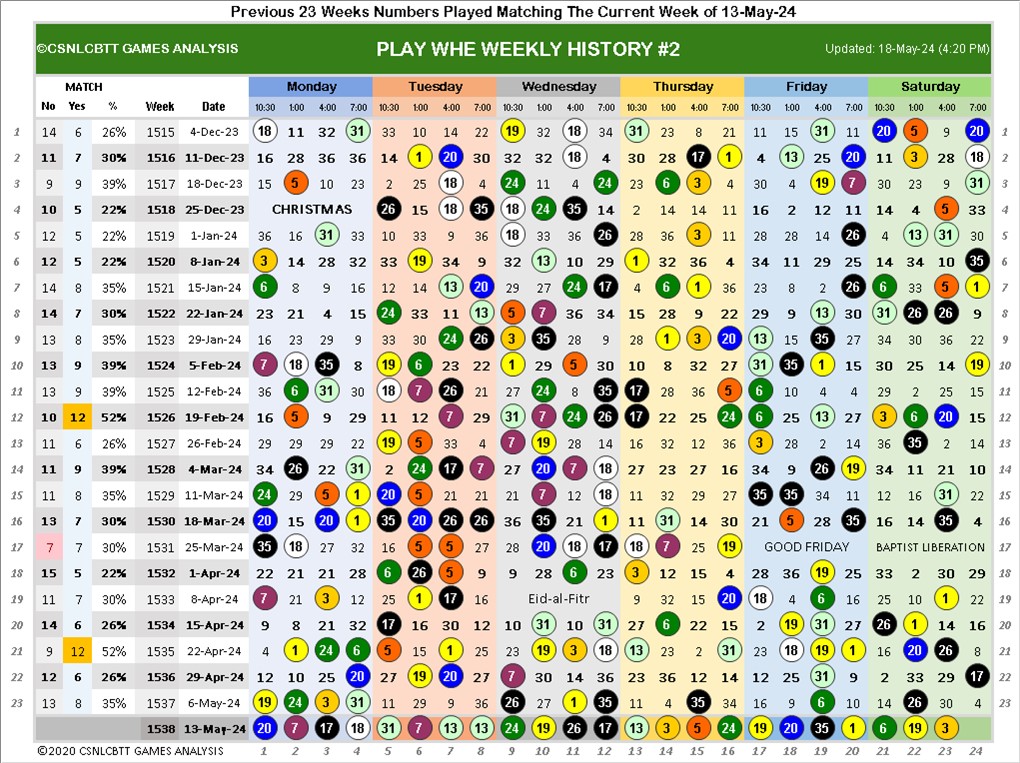 Previous 23 Weeks Numbers Played Matching The Current Week of 13-May-24
©CSNLCBTT GAMES ANALYSIS PLAY WHE WEEKLY HISTORY #2 Updated: 18-May-24 (4:20 PM)
MATCH Monday Tuesday Wednesday Thursday Friday Saturday
No Yes % Week Date 10:30 1:00 4:00 7:00 10:30 1:00 4:00 7:00 10:30 1:00 4:00 7:00 10:30 1:00 4:00 7:00 10:30 1:00 4:00 7:00 10:30 1:00 4:00 7:00
1 14 6 26% 1515 4-Dec-23 18 11 32 31 33 10 14 22 19 32 18 34 31 23 8 21 11 15 31 11 20 5 9 20 1
2 11 7 30% 1516 11-Dec-23 16 28 36 36 14 1 20 30 32 32 18 4 30 28 17 1 4 13 25 20 11 3 28 18 2
3 9 9 39% 1517 18-Dec-23 15 5 10 23 2 25 18 4 24 11 4 24 23 6 3 4 30 4 19 7 30 23 9 31 3
4 10 5 22% 1518 25-Dec-23 CHRISTMAS 26 15 18 35 18 24 35 14 2 14 14 11 16 2 12 11 14 4 5 33 4
5 12 5 22% 1519 1-Jan-24 36 16 31 33 10 33 9 36 18 33 36 26 28 36 3 11 28 28 14 26 4 13 31 30 5
6 12 5 22% 1520 8-Jan-24 3 14 28 32 33 19 34 9 32 13 10 29 1 32 36 4 34 11 29 25 14 34 10 35 6
7 14 8 35% 1521 15-Jan-24 6 8 9 16 12 14 13 20 29 27 24 17 4 6 1 36 23 8 2 26 6 33 5 1 7
8 14 7 30% 1522 22-Jan-24 23 21 4 15 24 33 11 13 5 7 36 34 15 28 9 22 29 9 13 30 31 26 26 9 8
9 13 8 35% 1523 29-Jan-24 16 23 29 9 33 30 24 26 3 35 28 9 14 1 3 20 13 15 35 29 34 30 36 22 9
10 13 9 39% 1524 5-Feb-24 7 18 35 8 19 6 23 22 1 29 5 30 10 8 32 27 31 35 1 15 30 25 14 19 10
11 13 9 39% 1525 12-Feb-24 36 6 31 30 18 7 26 21 27 24 8 35 17 11 36 5 6 10 4 4 29 2 25 15 11
12 10 12 52% 1526 19-Feb-24 16 5 9 29 11 12 7 29 31 7 24 26 17 22 25 24 6 25 13 27 3 6 20 15 12
13 11 6 26% 1527 26-Feb-24 29 29 29 22 19 5 33 4 7 19 28 14 16 32 12 36 3 28 2 14 32 35 2 14 13
14 11 9 39% 1528 4-Mar-24 34 26 22 31 2 24 17 7 27 20 7 18 27 23 27 16 34 9 26 19 34 11 21 10 14
15 11 8 35% 1529 11-Mar-24 24 29 5 1 20 5 21 21 21 7 12 18 11 32 29 27 35 35 34 11 12 16 31 22 15
16 13 7 30% 1530 18-Mar-24 20 15 20 1 35 20 26 26 36 35 21 1 11 31 14 30 21 5 28 35 16 14 35 4 16
17 7 7 30% 1531 25-Mar-24 35 18 27 32 16 5 5 27 28 20 18 17 18 7 25 19 GOOD FRIDAY BAPTIST LIBERATION 17
18 15 5 22% 1532 1-Apr-24 22 21 21 28 6 26 5 9 9 28 6 23 3 12 15 4 28 36 19 25 33 2 30 29 18
19 11 7 30% 1533 8-Apr-24 7 21 3 12 25 1 17 16 Eid-al-Fitr 9 32 15 20 18 4 6 16 25 10 1 22 19
20 14 6 26% 1534 15-Apr-24 9 8 21 32 17 16 30 12 10 31 10 31 27 6 22 15 2 19 31 27 26 1 14 16 20
21 9 12 52% 1535 22-Apr-24 4 1 24 6 5 15 1 25 23 19 3 18 13 23 2 31 23 18 19 1 16 20 26 8 21
22 12 6 26% 1536 29-Apr-24 12 10 25 20 27 19 20 27 7 30 14 36 23 36 12 14 12 25 31 9 2 29 29 17 22
23 13 8 35% 1537 6-May-24 19 24 3 31 11 29 9 23 26 27 1 35 11 4 35 14 16 9 6 10 14 26 30 4 23
1538 13-May-24 20 7 17 18 31 7 13 13 24 19 26 17 13 3 5 24 19 20 35 1 6 19 3
©2020 CSNLCBTT GAMES ANALYSIS 1 2 3 4 5 6 7 8 9 10 11 12 13 14 15 16 17 18 19 20 21 22 23 24